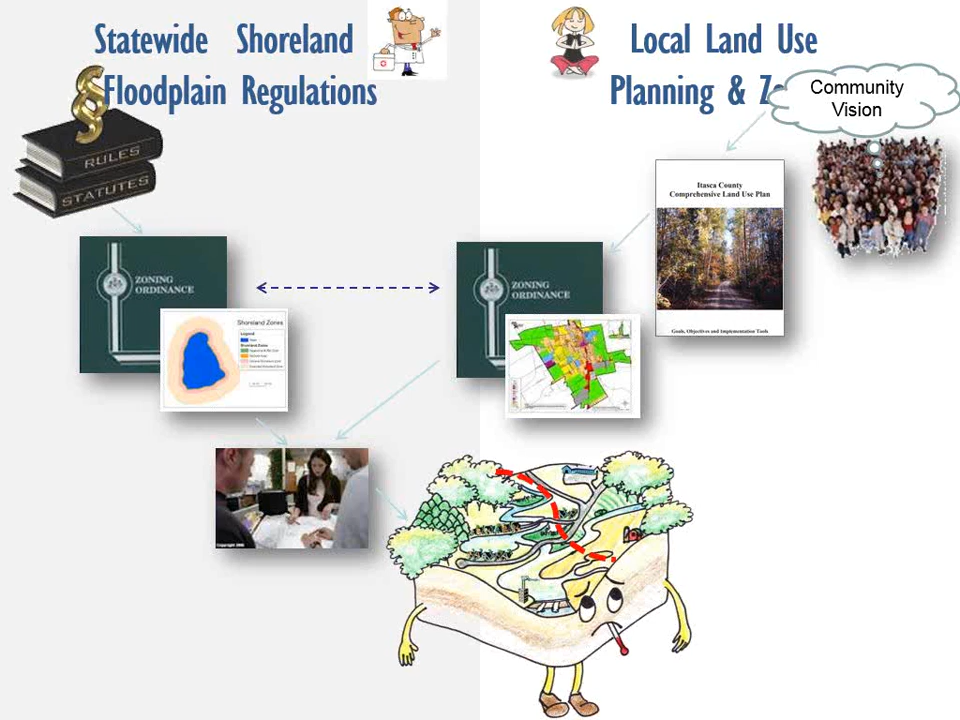 Statewide Shoreland
Floodplain Regulations
Local Land Use
Planning & Z
Community
Vision
RULES
STATUTES
Itasca County
Comprehensive Land Use Plan
Goals, Objectives and Implementation Tools
ZONING
ORDINANCE
ZONING
ORDINANCE
Shoreland Zones
Legend